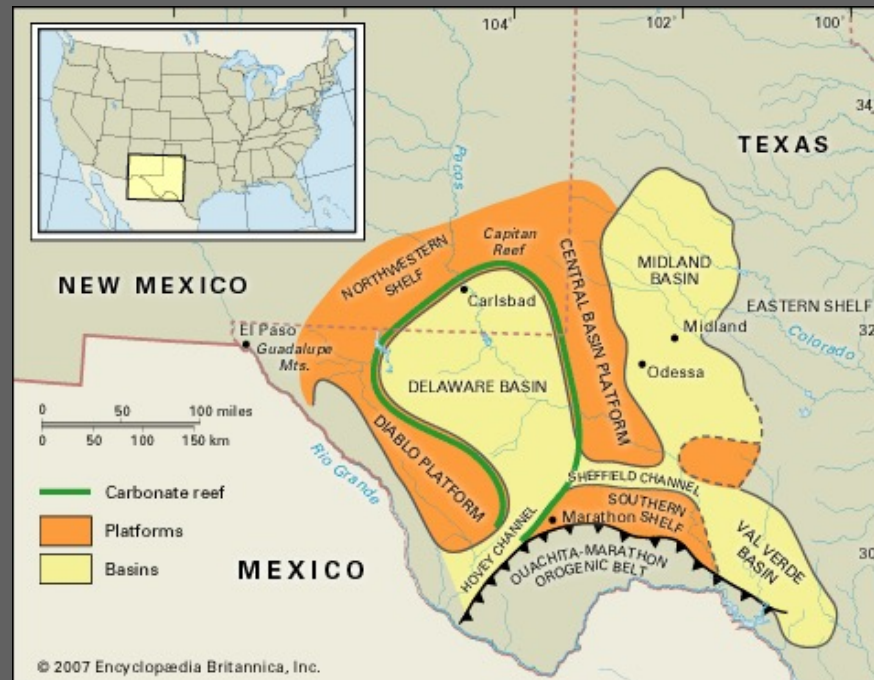 104°
102°
100°
34
TEXAS
Pecos
NORTHWESTERN
SHELF
Capitan
Reef
CENTRAL BASIN PLATFORM
MIDLAND
BASIN
NEW MEXICO
Carlsbad
EASTERN SHELF
El Paso
Guadalupe
Mts.
Midland
Colorado
32
Odessa
DELAWARE BASIN
0 50 100 miles
0 50 100 150 km
DIABLO PLATFORM
Rio Grande
SHEFFIELD CHANNEL
Carbonate reef
SOUTHERN
SHELF
Marathon
Platforms
HOVEY CHANNEL
OUACHITA-MARATHON
OROGENIC BELT
VAL VERDE
BASIN
30
Basins
MEXICO
© 2007 Encyclopædia Britannica, Inc.